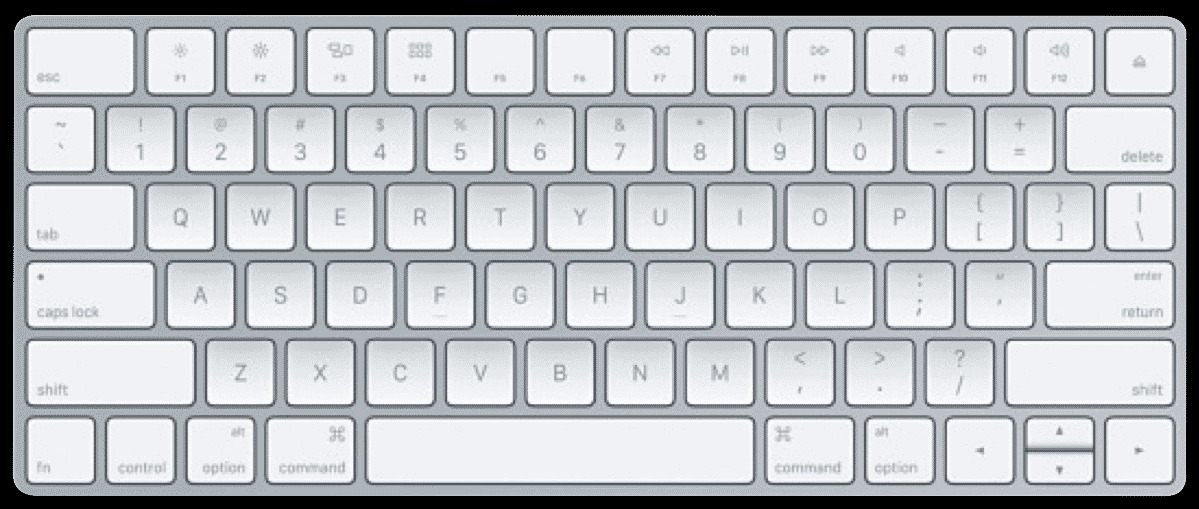 esc F1 F2 F3 F4 F5 F6 F7 F8 F9 F10 F11 F12
~ ! @ # $ % ^ & * ( ) — +
` 1 2 3 4 5 6 7 8 9 0 - = delete
tab Q W E R T Y U I O P { [ } ] | \
caps lock A S D F G H J K L : ; " ' enter return
shift Z X C V B N M < , > . ? / shift
fn control alt option ⌘ command ⌘ command alt option ◄ ▲ ▼ ►